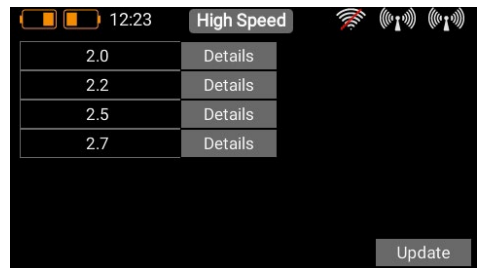 12:23 High Speed
2.0 Details
2.2 Details
2.5 Details
2.7 Details
Update